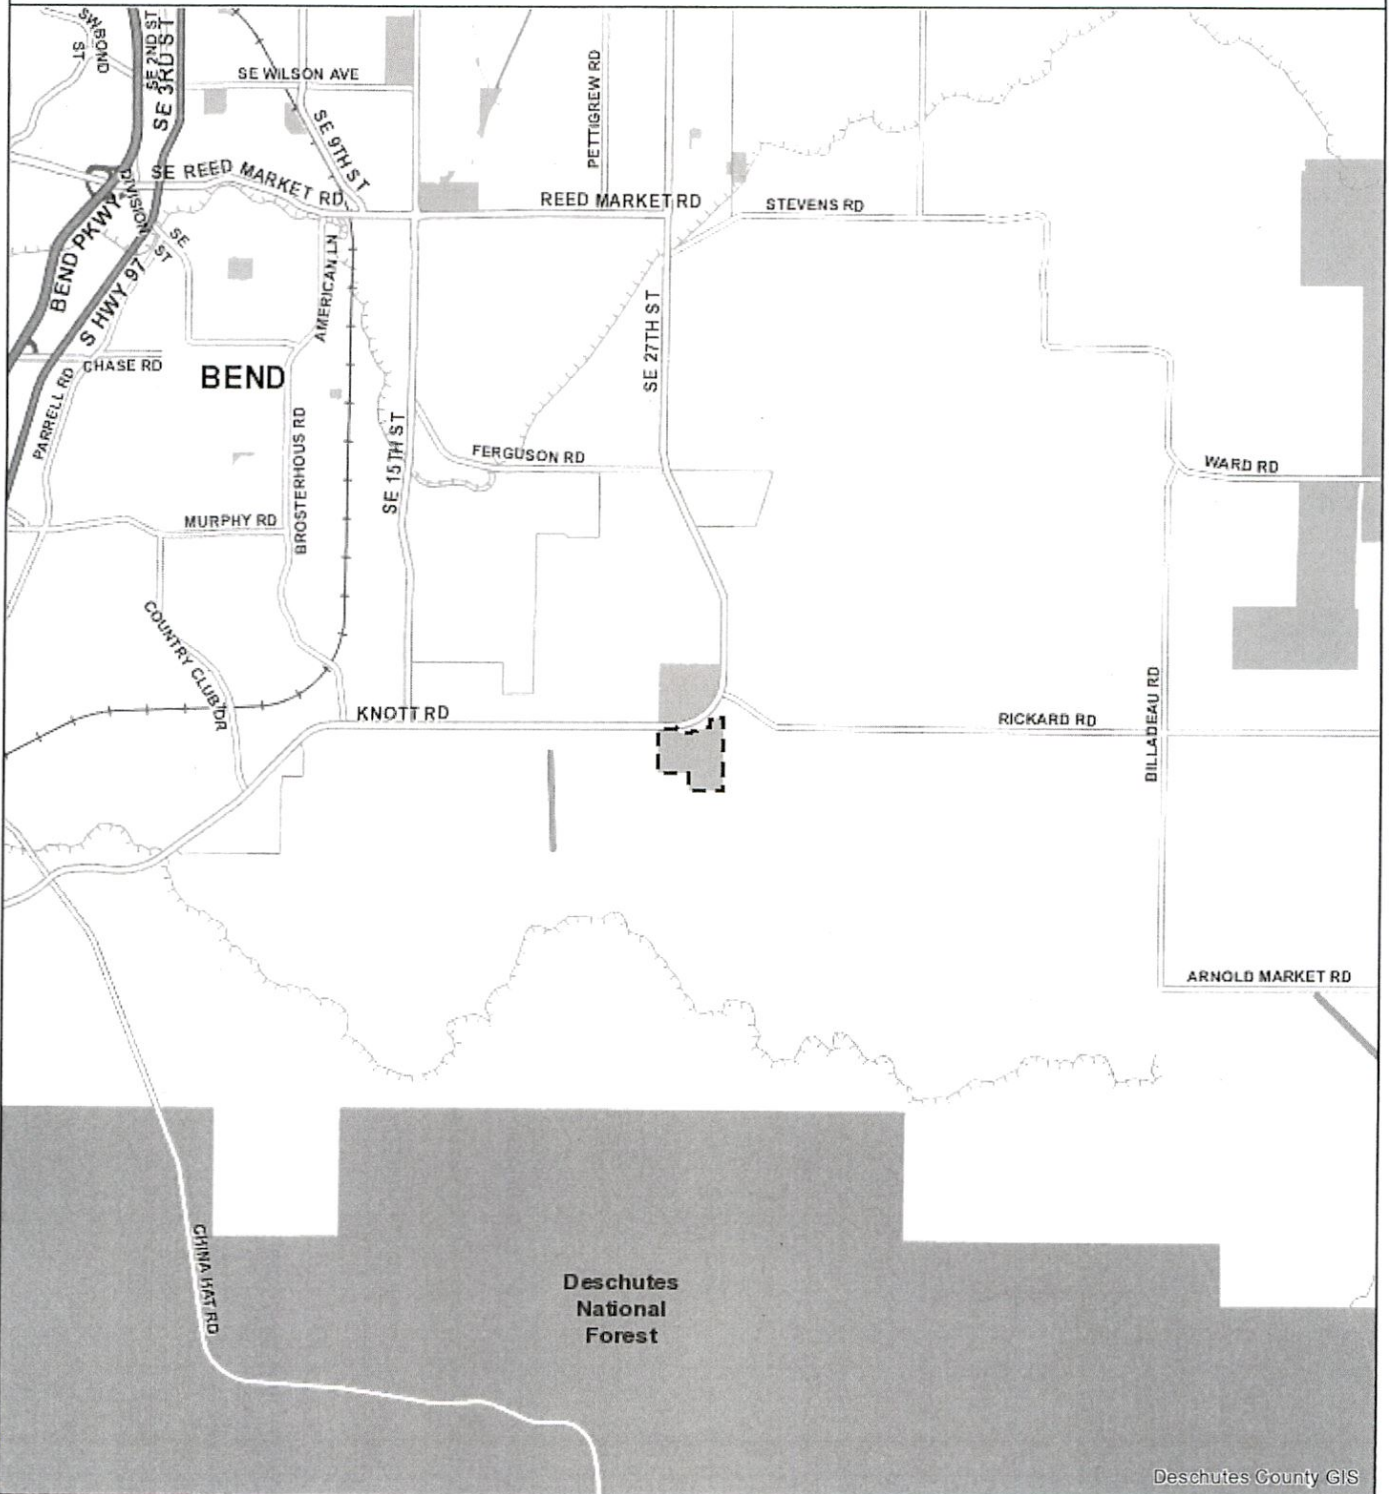 SW BOND
ST
SE 2ND ST
SE 3RD ST
SE WILSON AVE
SE 9TH ST
PETTIGREW RD
SE REED MARKET RD
REED MARKET RD
STEVENS RD
DIVISION
SE
ST
BEND PKWY
S HWY 97
AMERICAN LN
SE 27TH ST
CHASE RD
BEND
PARRELL RD
BROSTERHOUS RD
SE 15TH ST
FERGUSON RD
WARD RD
MURPHY RD
COUNTRY CLUB DR
KNOTT RD
RICKARD RD
BILLADEAU RD
ARNOLD MARKET RD
CHINA HAT RD
Deschutes
National
Forest
Deschutes County GIS